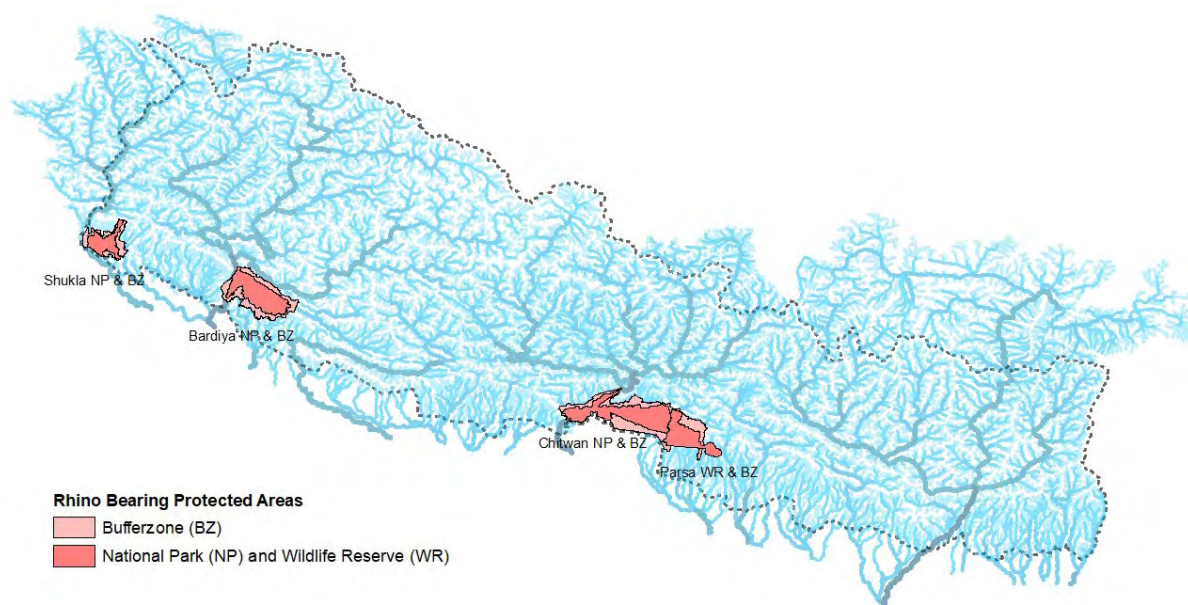 Shukla NP & BZ
Bardiya NP & BZ
Chitwan NP & BZ
Parsa WR & BZ
Rhino Bearing Protected Areas
Bufferzone (BZ)
National Park (NP) and Wildlife Reserve (WR)